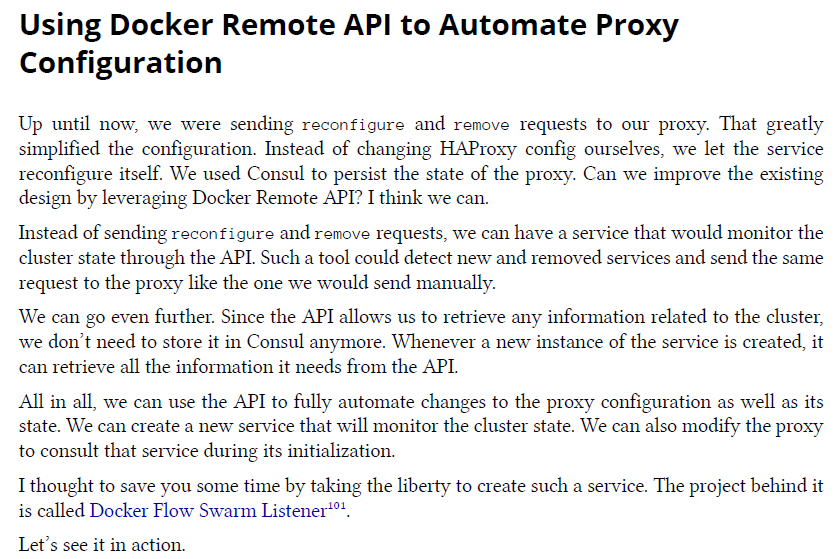 Using Docker Remote API to Automate Proxy
Configuration
Up until now, we were sending reconfigure and remove requests to our proxy. That greatly
simplified the configuration. Instead of changing HAProxy config ourselves, we let the service
reconfigure itself. We used Consul to persist the state of the proxy. Can we improve the existing
design by leveraging Docker Remote API? I think we can.
Instead of sending reconfigure and remove requests, we can have a service that would monitor the
cluster state through the API. Such a tool could detect new and removed services and send the same
request to the proxy like the one we would send manually.
We can go even further. Since the API allows us to retrieve any information related to the cluster,
we don’t need to store it in Consul anymore. Whenever a new instance of the service is created, it
can retrieve all the information it needs from the API.
All in all, we can use the API to fully automate changes to the proxy configuration as well as its
state. We can create a new service that will monitor the cluster state. We can also modify the proxy
to consult that service during its initialization.
I thought to save you some time by taking the liberty to create such a service. The project behind it
is called Docker Flow Swarm Listener¹⁰¹.
Let’s see it in action.